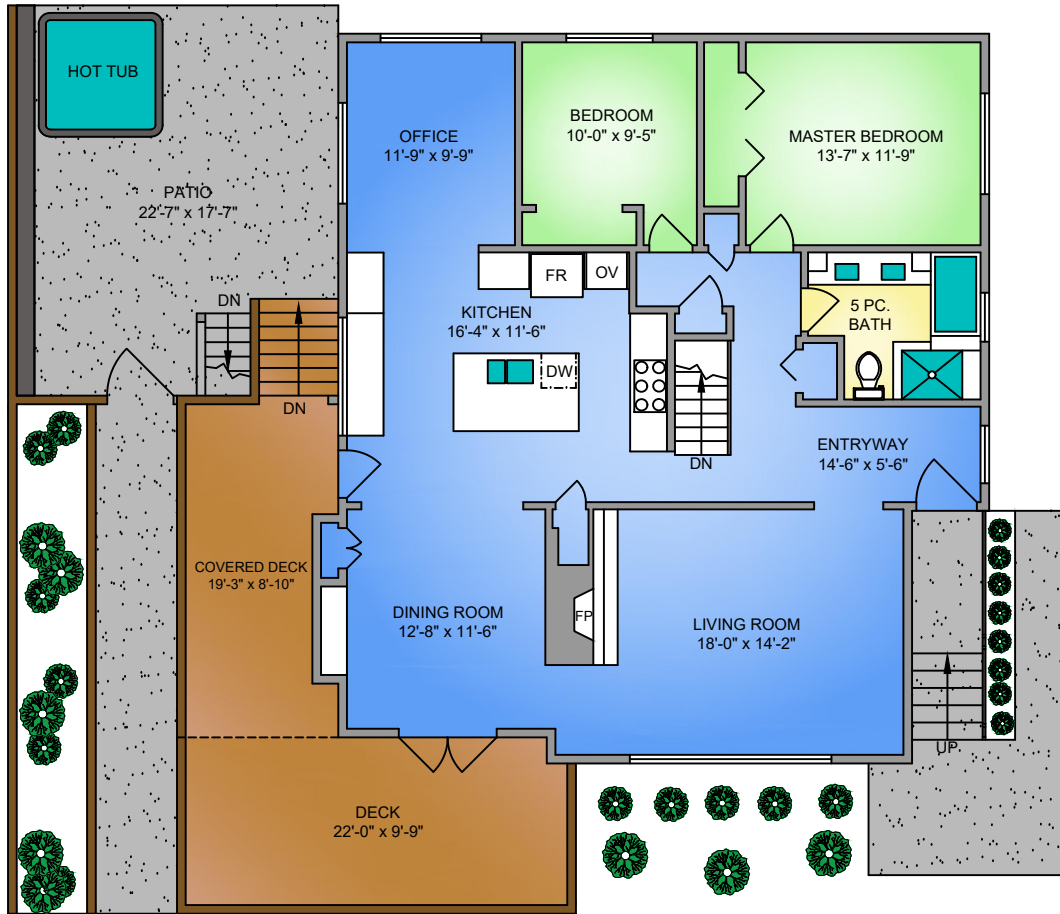 HOT TUB
OFFICE
11'-9" x 9'-9"
BEDROOM
10'-0" x 9'-5"
MASTER BEDROOM
13'-7" x 11'-9"
PATIO
22'-7" x 17'-7"
FR
OV
DN
KITCHEN
16'-4" x 11'-6"
5 PC.
BATH
DW
DN
DN
ENTRYWAY
14'-6" x 5'-6"
COVERED DECK
19'-3" x 8'-10"
DINING ROOM
12'-8" x 11'-6"
FP
LIVING ROOM
18'-0" x 14'-2"
UP
DECK
22'-0" x 9'-9"